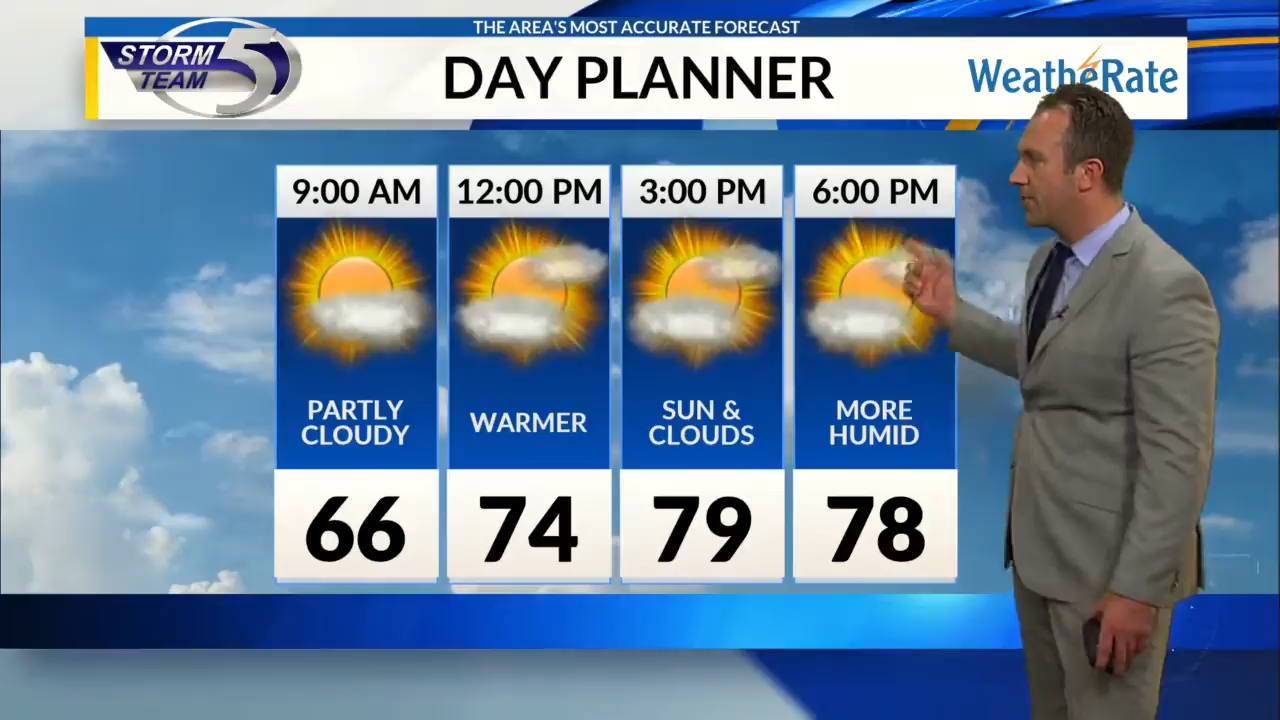 THE AREA'S MOST ACCURATE FORECAST
STORM
TEAM
5
DAY PLANNER
WeatheRate
9:00 AM
12:00 PM
3:00 PM
6:00 PM
PARTLY
CLOUDY
WARMER
SUN &
CLOUDS
MORE
HUMID
66
74
79
78